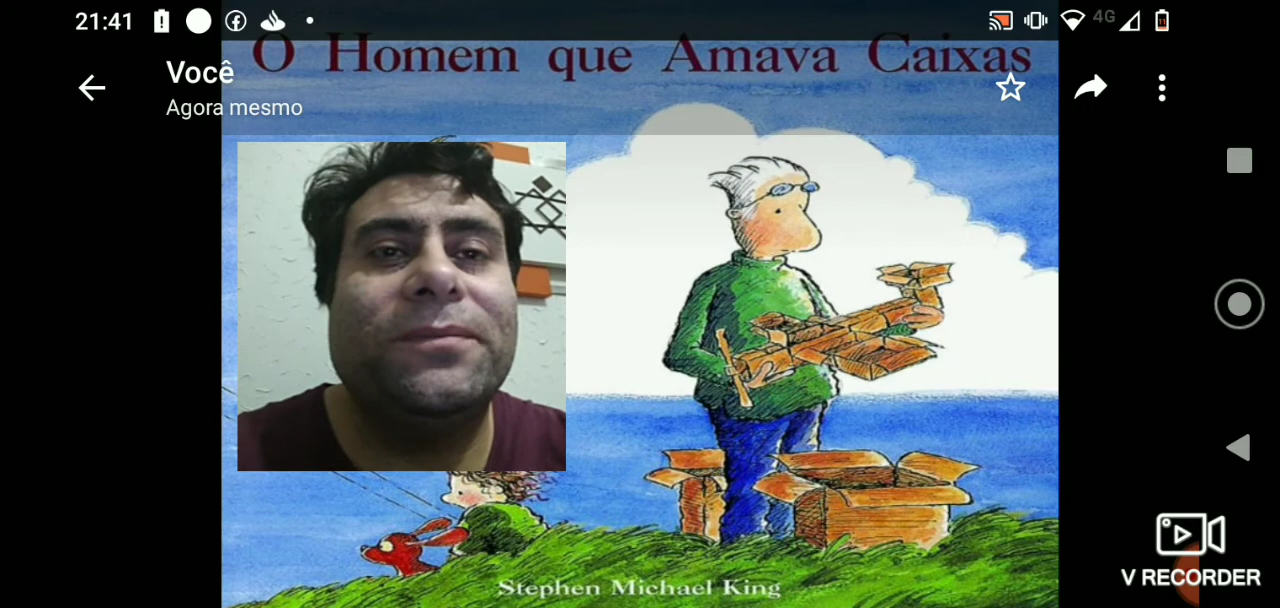 21:41
4G
O Homem que Amava Caixas
Você
Agora mesmo
V RECORDER
Stephen Michael King